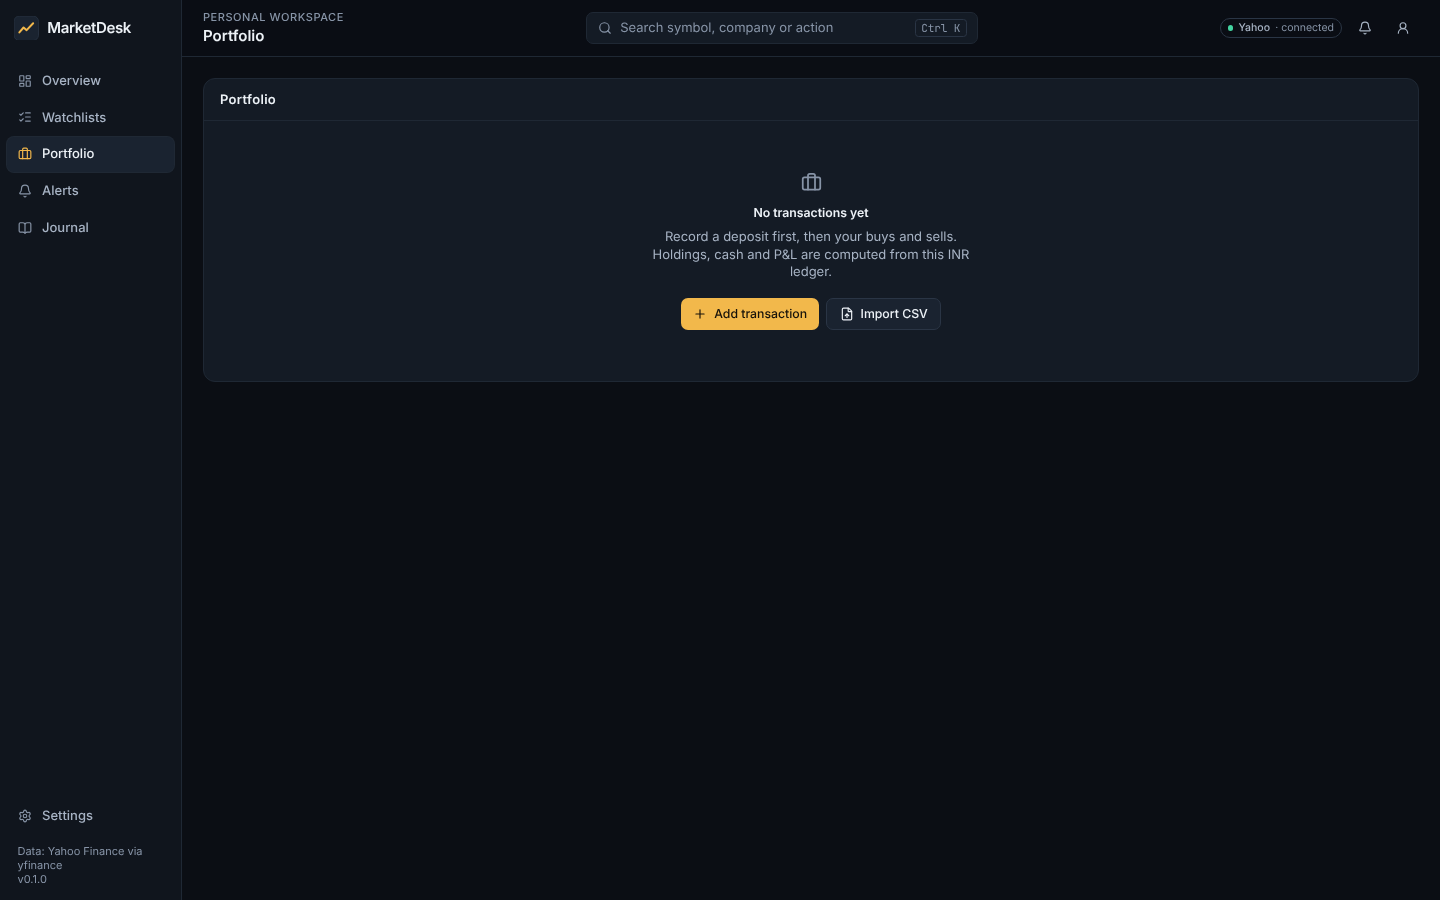 MarketDesk
PERSONAL WORKSPACE
Portfolio
Search symbol, company or action
Ctrl K
Yahoo · connected
Overview
Watchlists
Portfolio
Alerts
Journal
Portfolio
No transactions yet
Record a deposit first, then your buys and sells.
Holdings, cash and P&L are computed from this INR
ledger.
Add transaction
Import CSV
Settings
Data: Yahoo Finance via
yfinance
v0.1.0